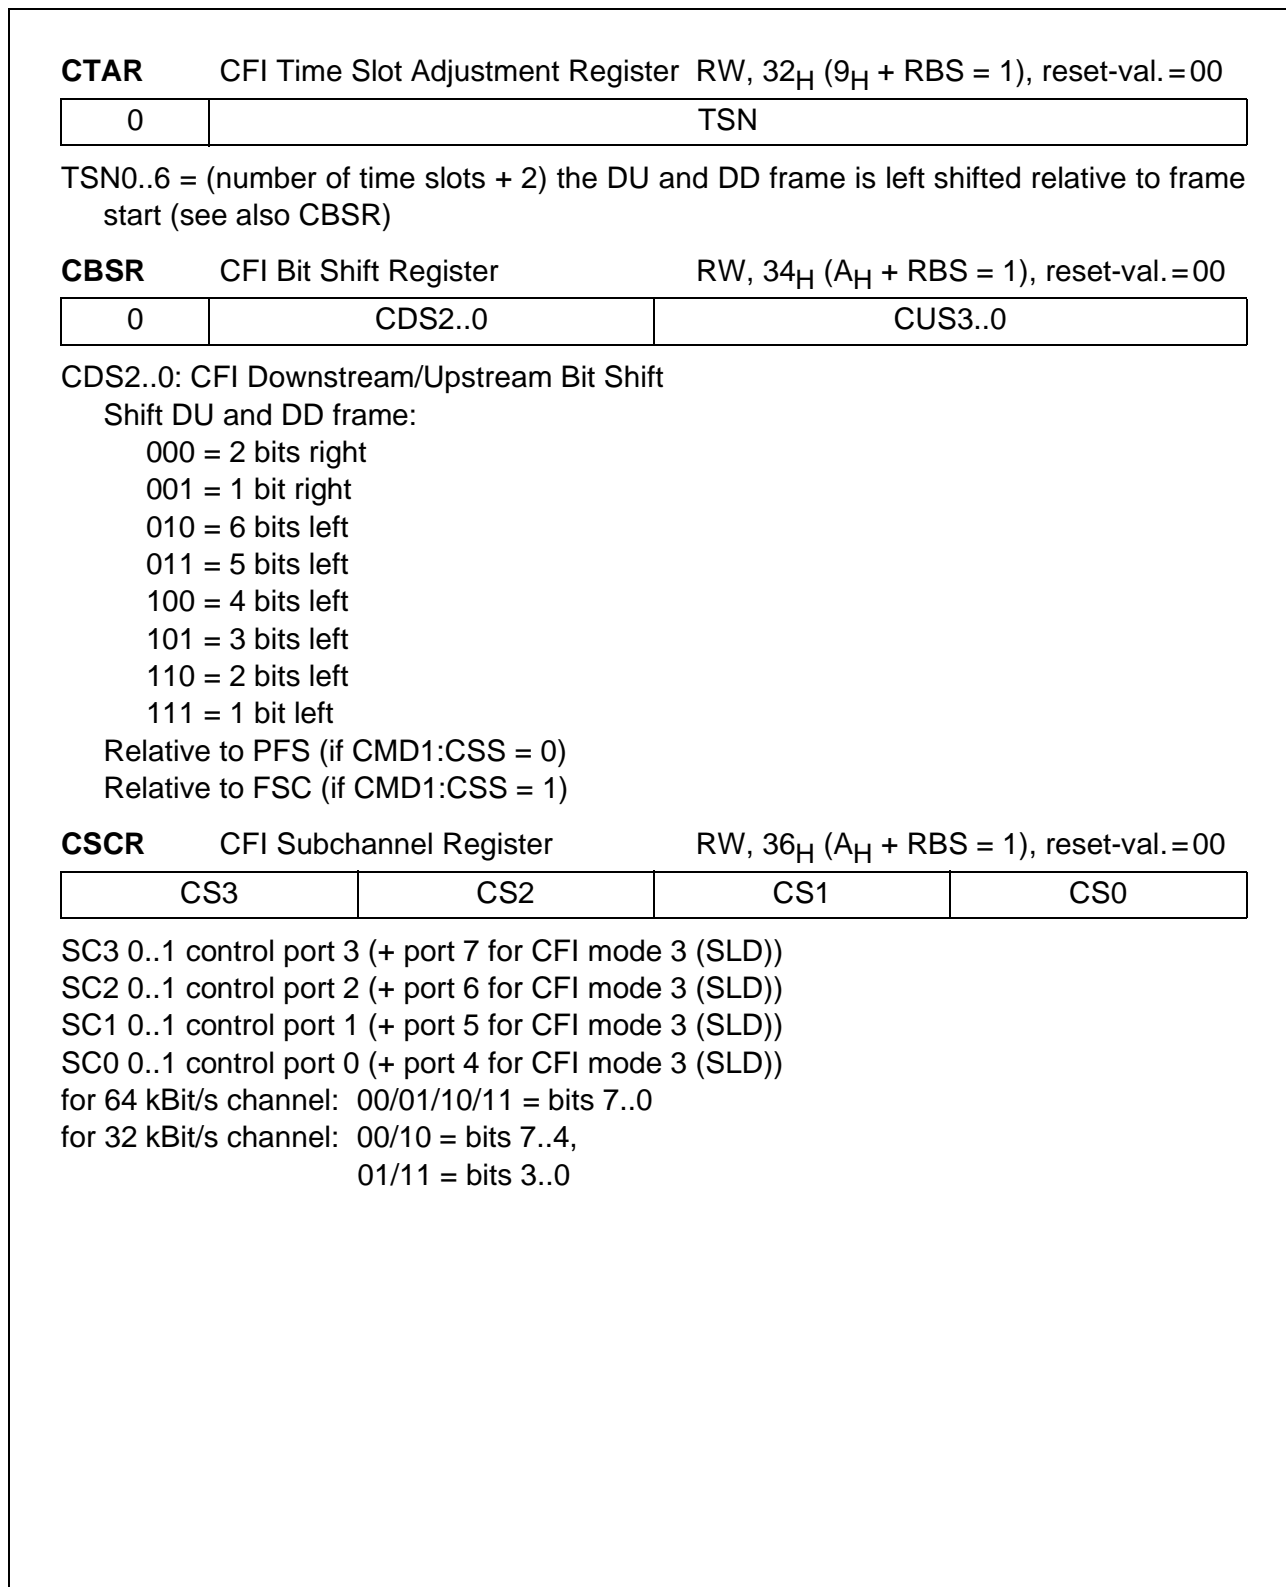 CTAR CFI Time Slot Adjustment Register RW, 32H (9H + RBS = 1), reset-val.=00
0 TSN
TSN0..6 = (number of time slots + 2) the DU and DD frame is left shifted relative to frame
start (see also CBSR)
CBSR CFI Bit Shift Register RW, 34H (AH + RBS = 1), reset-val.=00
0 CDS2..0 CUS3..0
CDS2..0: CFI Downstream/Upstream Bit Shift
Shift DU and DD frame:
000 = 2 bits right
001 = 1 bit right
010 = 6 bits left
011 = 5 bits left
100 = 4 bits left
101 = 3 bits left
110 = 2 bits left
111 = 1 bit left
Relative to PFS (if CMD1:CSS = 0)
Relative to FSC (if CMD1:CSS = 1)
CSCR CFI Subchannel Register RW, 36H (AH + RBS = 1), reset-val.=00
CS3 CS2 CS1 CS0
SC3 0..1 control port 3 (+ port 7 for CFI mode 3 (SLD))
SC2 0..1 control port 2 (+ port 6 for CFI mode 3 (SLD))
SC1 0..1 control port 1 (+ port 5 for CFI mode 3 (SLD))
SC0 0..1 control port 0 (+ port 4 for CFI mode 3 (SLD))
for 64 kBit/s channel: 00/01/10/11 = bits 7..0
for 32 kBit/s channel: 00/10 = bits 7..4,
01/11 = bits 3..0